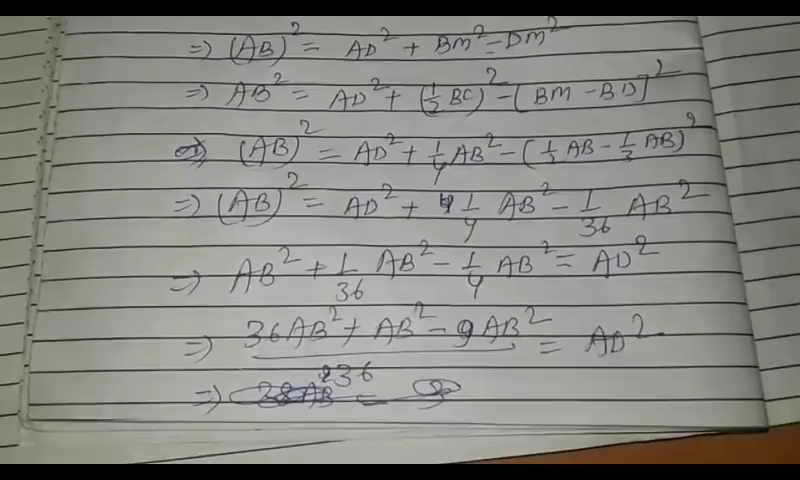 ⇒ (AB)² = AD² + BM² - DM²
⇒ AB² = AD² + (1/2 BC)² - [BM - BD]²
⇒ (AB)² = AD² + 1/4 AB² - (1/2 AB - 1/3 AB)²
⇒ (AB)² = AD² + 1/4 AB² - 1/36 AB²
⇒ AB² + 1/36 AB² - 1/4 AB² = AD²
⇒ 36AB² + AB² - 9AB² / 36 = AD²
⇒